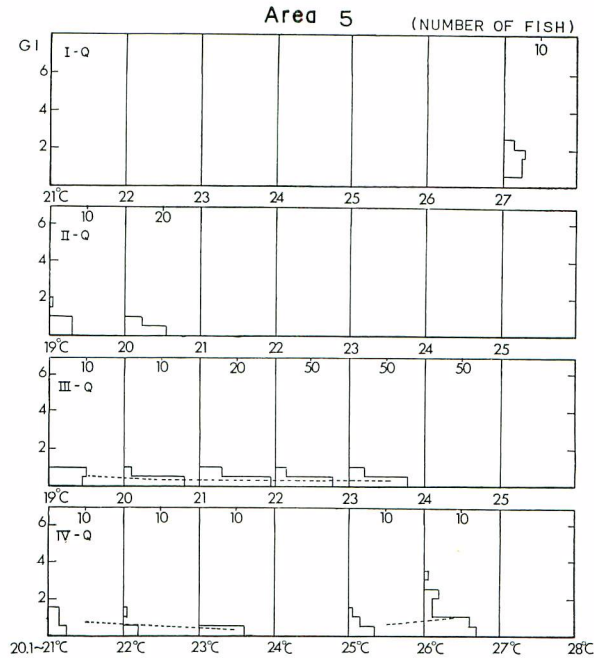 Area 5
(NUMBER OF FISH)
GI
I-Q
10
6
4
2
21°C 22 23 24 25 26 27
10 20
6
II-Q
4
2
19°C 20 21 22 23 24 25
10 10 20 50 50 50
6
III-Q
4
2
19°C 20 21 22 23 24 25
10 10 10 10 10
6
IV-Q
4
2
20.1~21°C 22°C 23°C 24°C 25°C 26°C 27°C 28°C